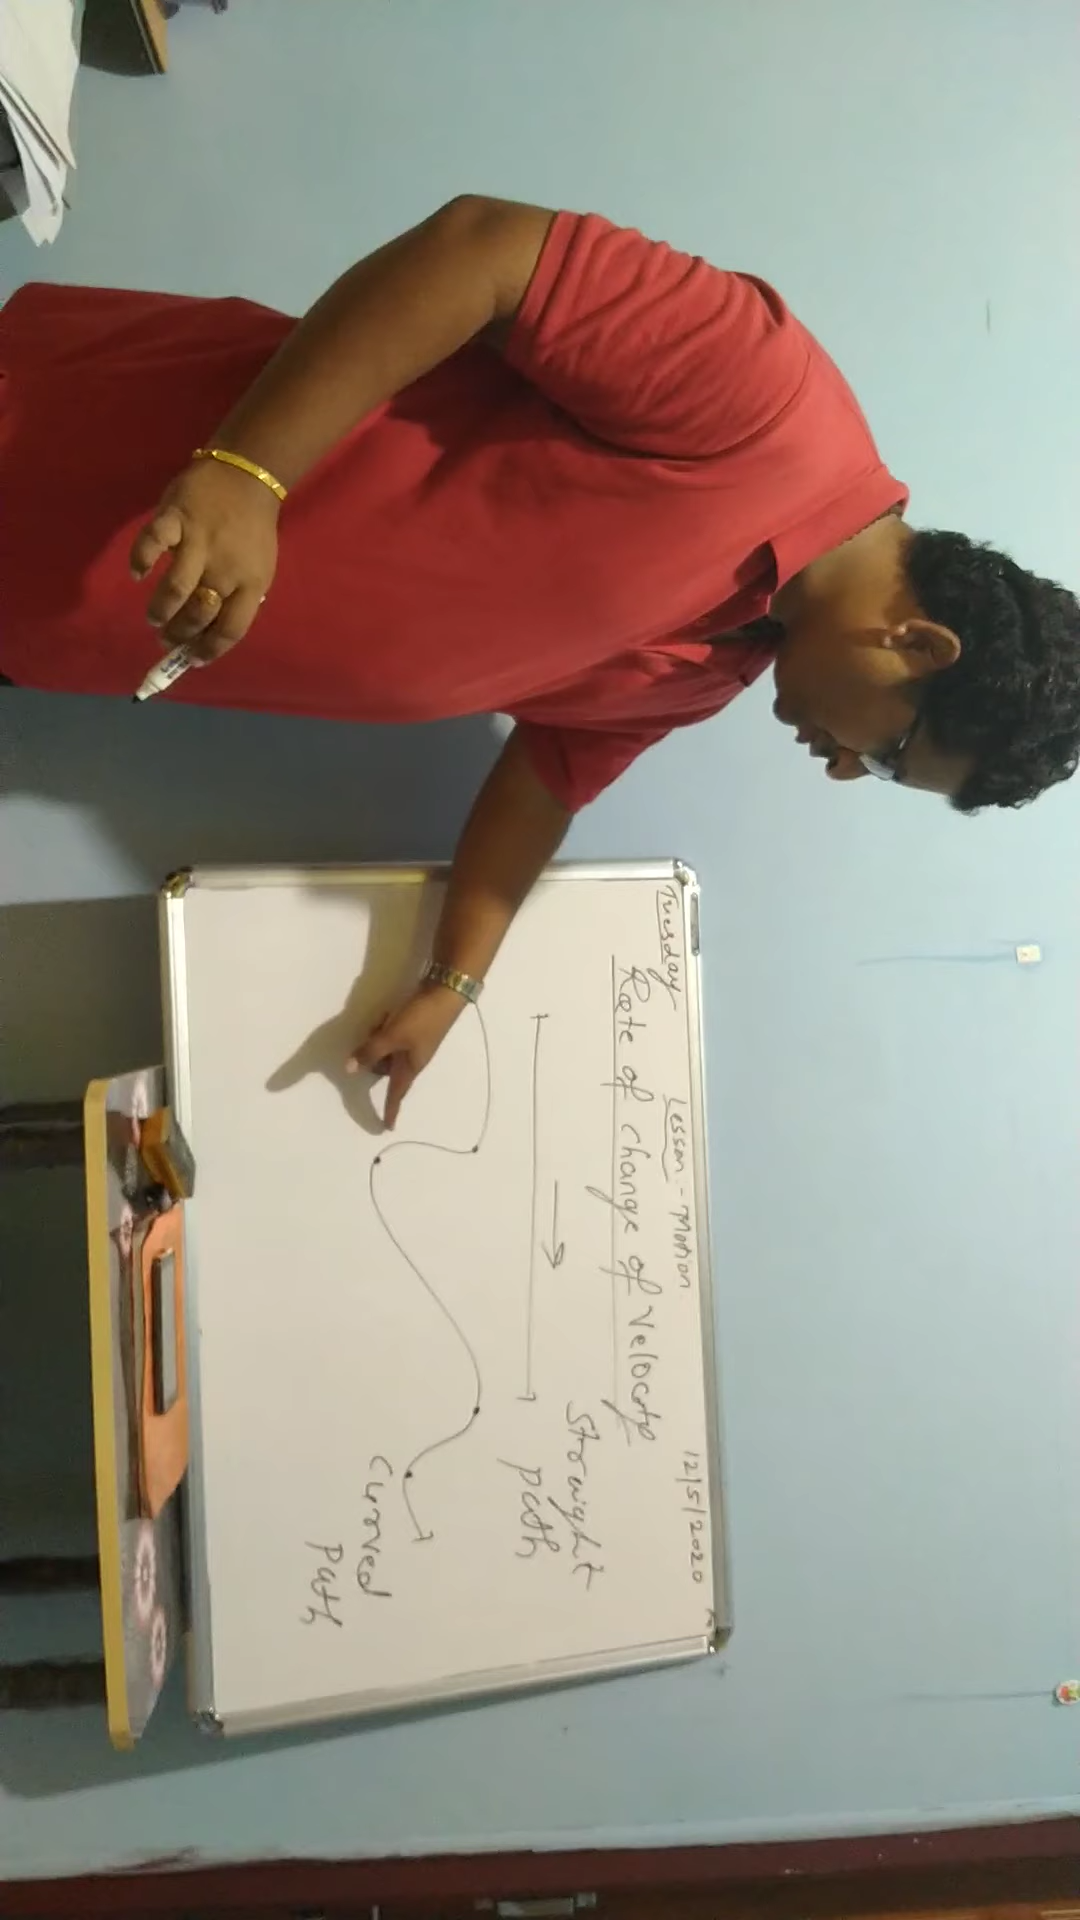 Tuesday Lesson :- Motion 12/5/2020
Rate of change of Velocity
Straight
path
Curved
path